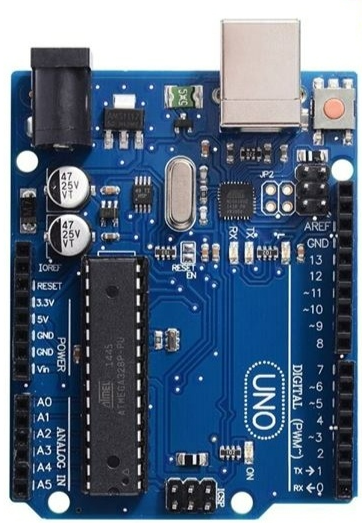 47
25V
VT
47
25V
VT
JP2
RX
TX
L
RESET
EN
IOREF
RESET
3.3V
5V
GND
GND
Vin
POWER
A0
A1
A2
A3
A4
A5
ANALOG IN
ATMEL 1445
ATMEGA328P-PU
AREF
GND
13
12
~11
~10
~9
8
7
~6
~5
4
~3
2
TX→1
RX←0
DIGITAL (PWM~)
UNO
ON
ICSP